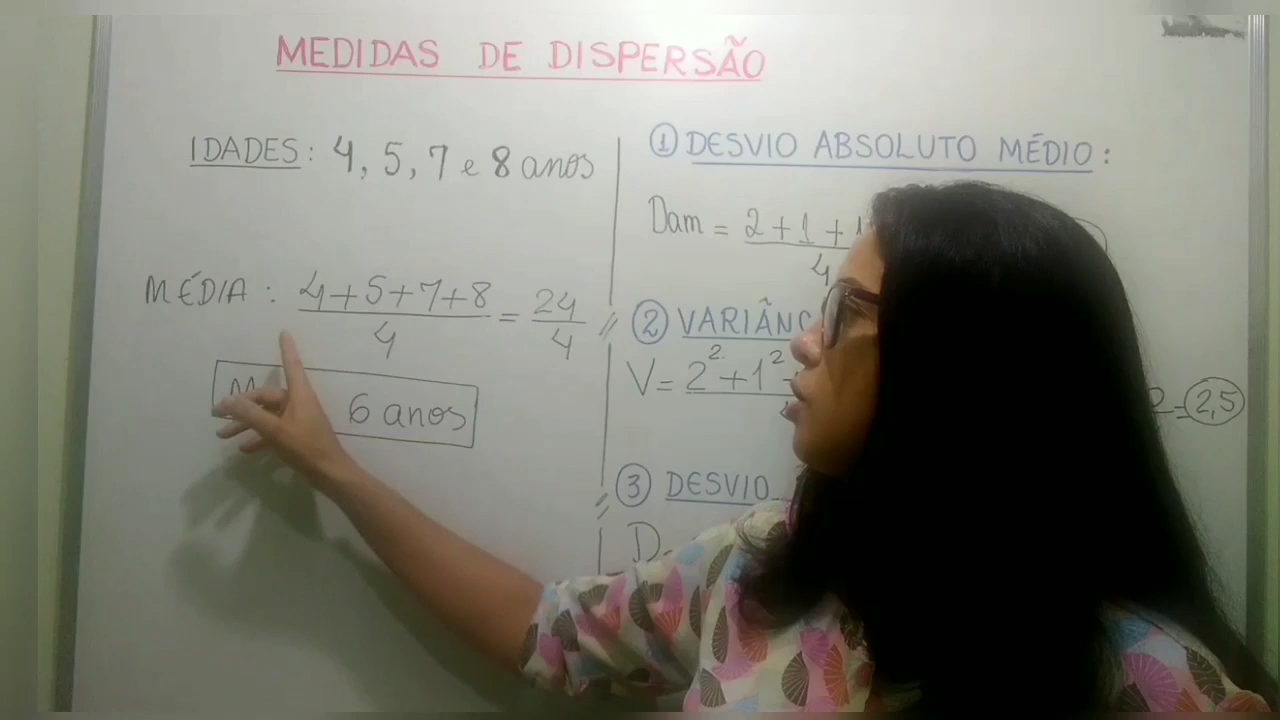 MEDIDAS DE DISPERSÃO
IDADES: 4, 5, 7 e 8 anos
MÉDIA: 4+5+7+8 = 24
4 4
6 anos
① DESVIO ABSOLUTO MÉDIO:
Dam = 2+1+1
4
②
V = 2²+1²
= 2,5
③ DESVIO
D